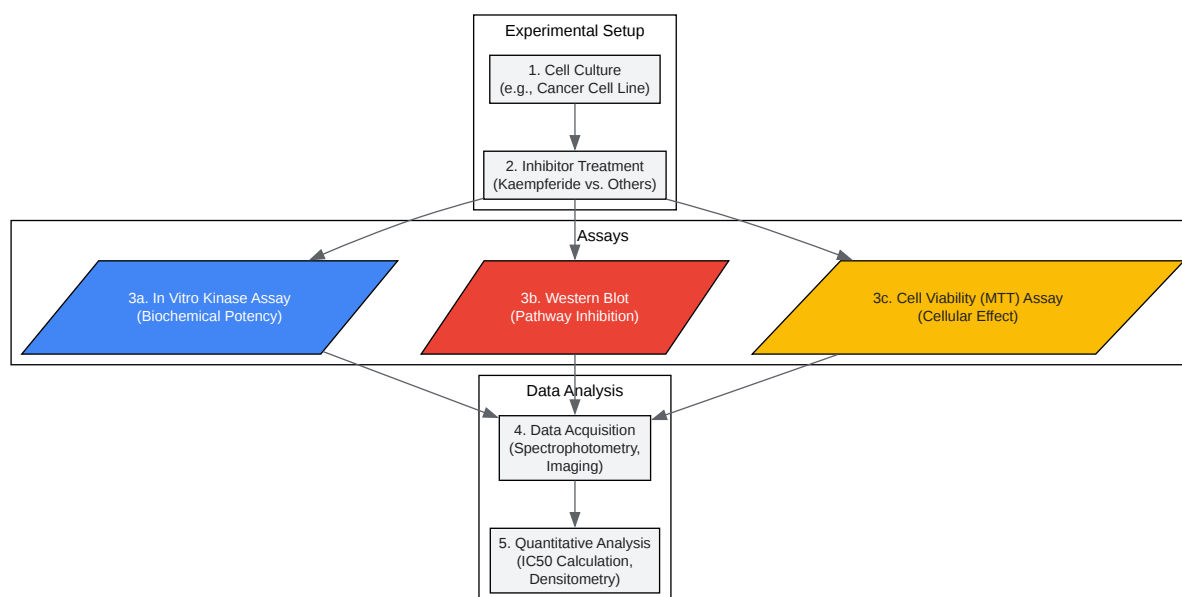 Experimental Setup
1. Cell Culture
(e.g., Cancer Cell Line)
2. Inhibitor Treatment
(Kaempferide vs. Others)
Assays
3a. In Vitro Kinase Assay
(Biochemical Potency)
3b. Western Blot
(Pathway Inhibition)
3c. Cell Viability (MTT) Assay
(Cellular Effect)
Data Analysis
4. Data Acquisition
(Spectrophotometry,
Imaging)
5. Quantitative Analysis
(IC50 Calculation,
Densitometry)